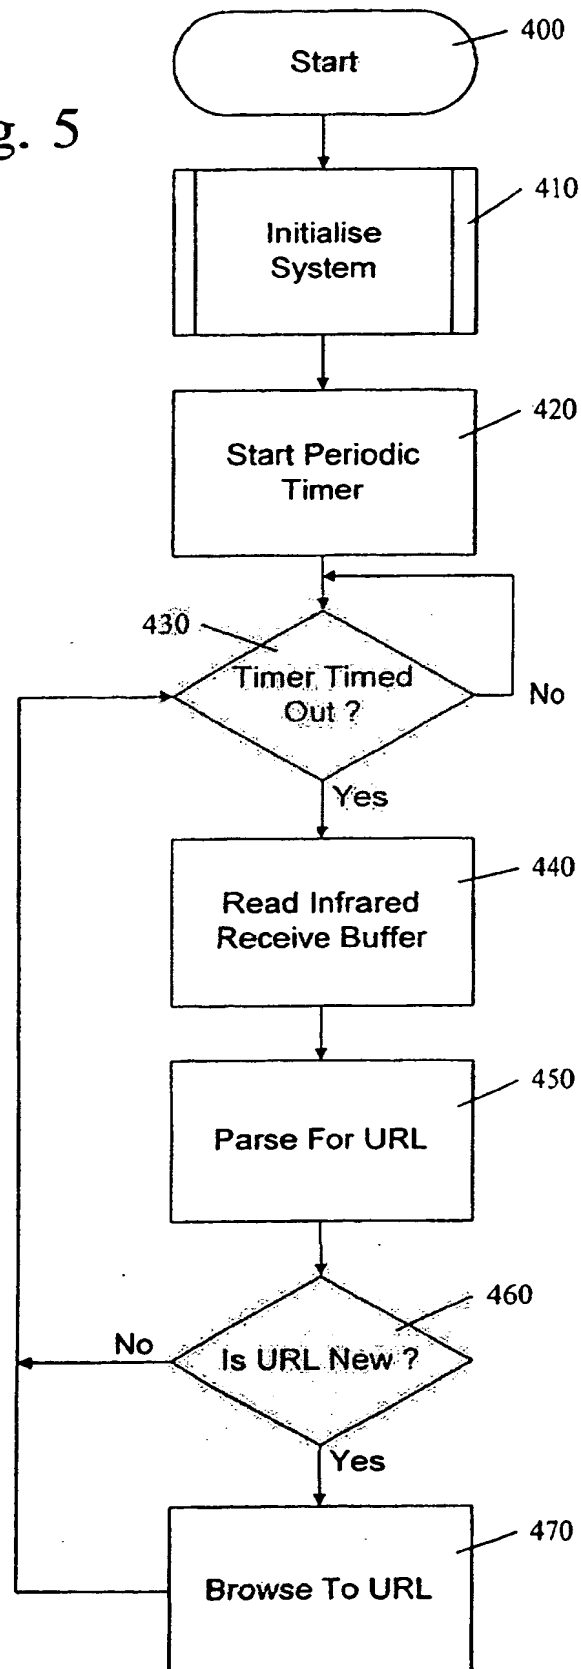 400
Start
g. 5
410
Initialise
System
420
Start Periodic
Timer
430
Timer Timed
Out ?
No
Yes
440
Read Infrared
Receive Buffer
450
Parse For URL
460
No
Is URL New ?
Yes
470
Browse To URL